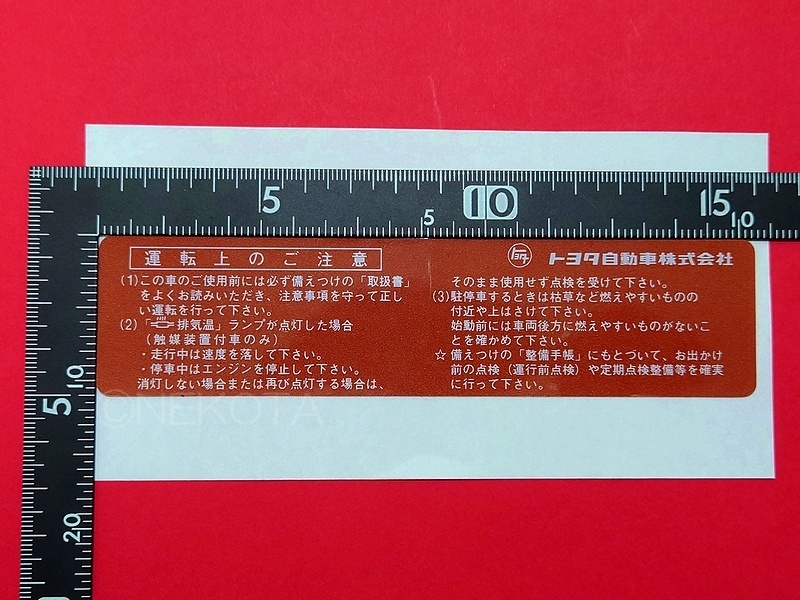 5
10
15
5
10
運転上のご注意
(1)この車のご使用前には必ず備えつけの「取扱書」
をよくお読みいただき、注意事項を守って正し
い運転を行って下さい。
(2)「排気温」ランプが点灯した場合
(触媒装置付車のみ)
・走行中は速度を落して下さい。
・停車中はエンジンを停止して下さい。
消灯しない場合または再び点灯する場合は、
トヨタ
トヨタ自動車株式会社
そのまま使用せず点検を受けて下さい。
(3)駐停車するときは枯草など燃えやすいものの
付近や上はさけて下さい。
始動前には車両後方に燃えやすいものがないこ
とを確かめて下さい。
☆備えつけの「整備手帳」にもとづいて、お出かけ
前の点検（運行前点検）や定期点検整備等を確実
に行って下さい。
10
5
20
©NEKOTA